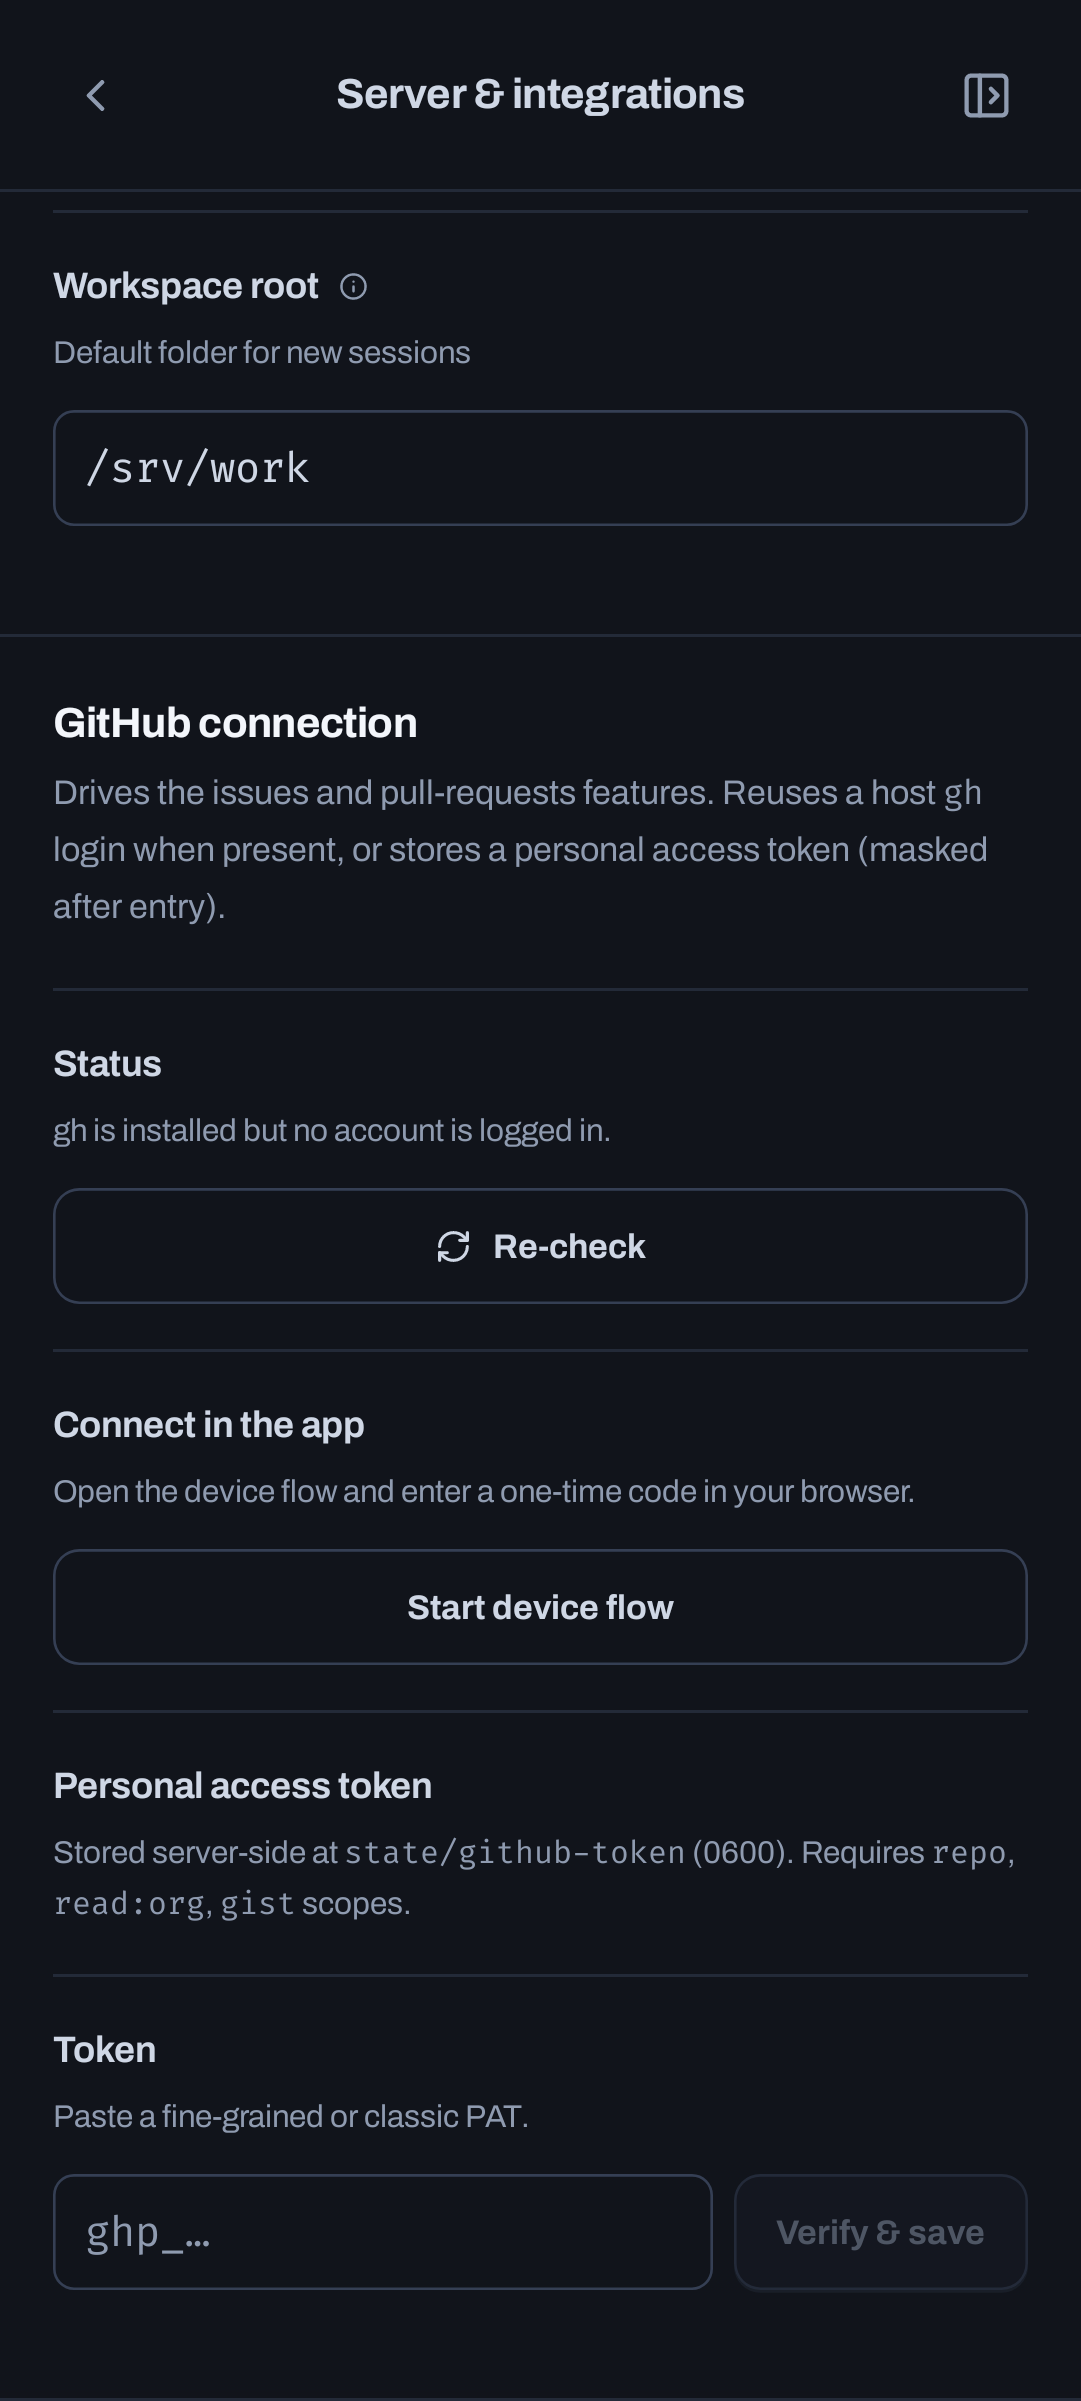 Server & integrations
Workspace root
Default folder for new sessions
/srv/work
GitHub connection
Drives the issues and pull-requests features. Reuses a host gh
login when present, or stores a personal access token (masked
after entry).
Status
gh is installed but no account is logged in.
Re-check
Connect in the app
Open the device flow and enter a one-time code in your browser.
Start device flow
Personal access token
Stored server-side at state/github-token (0600). Requires repo,
read:org, gist scopes.
Token
Paste a fine-grained or classic PAT.
ghp_…
Verify & save